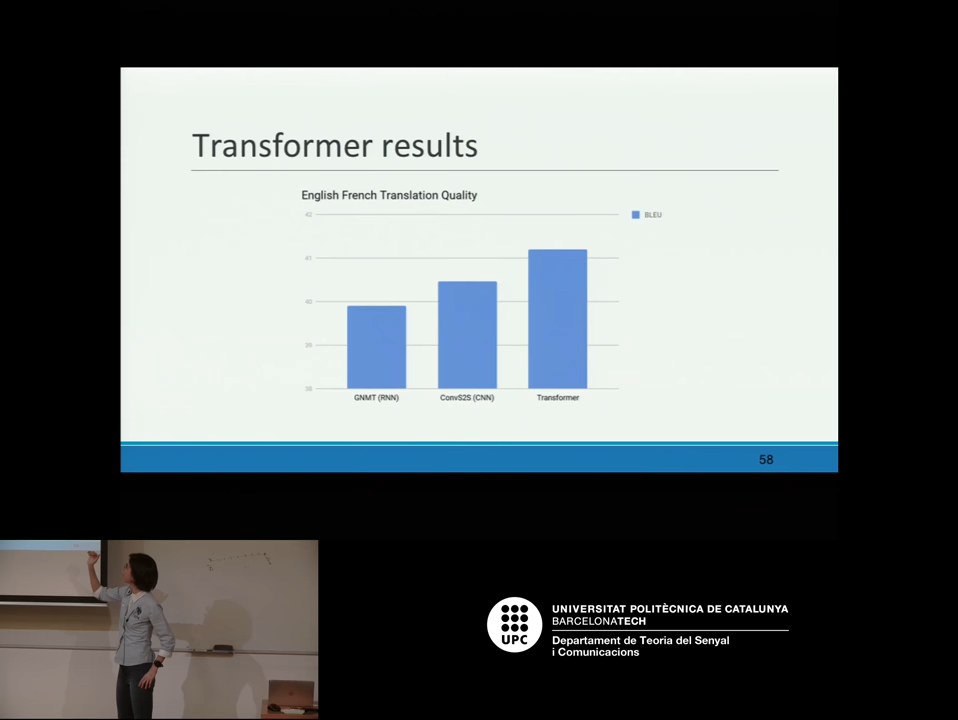 Transformer results
English French Translation Quality
42
BLEU
41
40
39
38
GNMT (RNN)
ConvS2S (CNN)
Transformer
58
UPC
UNIVERSITAT POLITÈCNICA DE CATALUNYA
BARCELONATECH
Departament de Teoria del Senyal
i Comunicacions